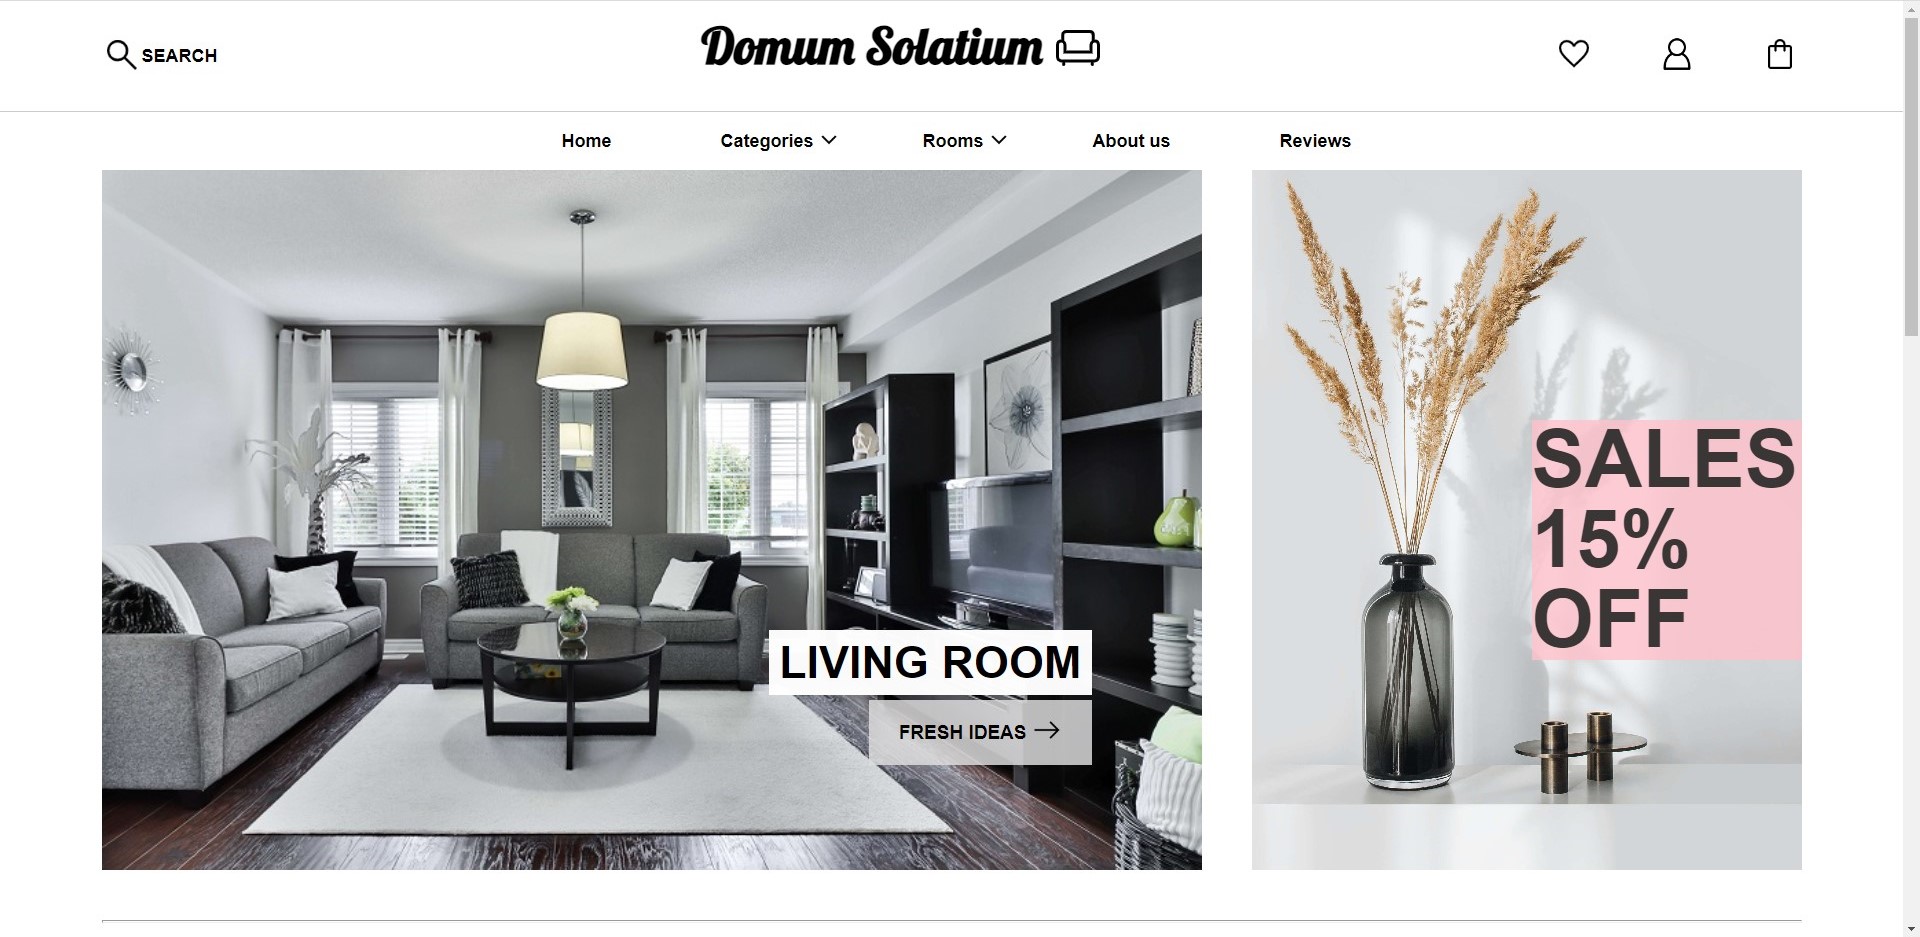 SEARCH
Domum Solatium
Home
Categories
Rooms
About us
Reviews
LIVING ROOM
FRESH IDEAS
SALES
15%
OFF